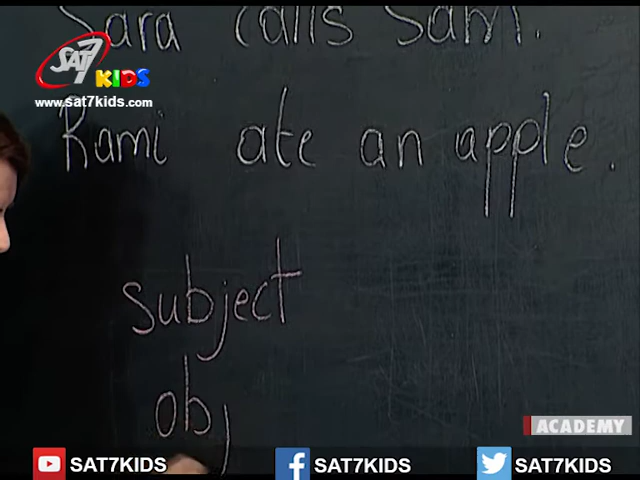 Sara calls Sam.
SAT7
KIDS
www.sat7kids.com
Rami ate an apple.
subject
obj
ACADEMY
SAT7KIDS SAT7KIDS SAT7KIDS